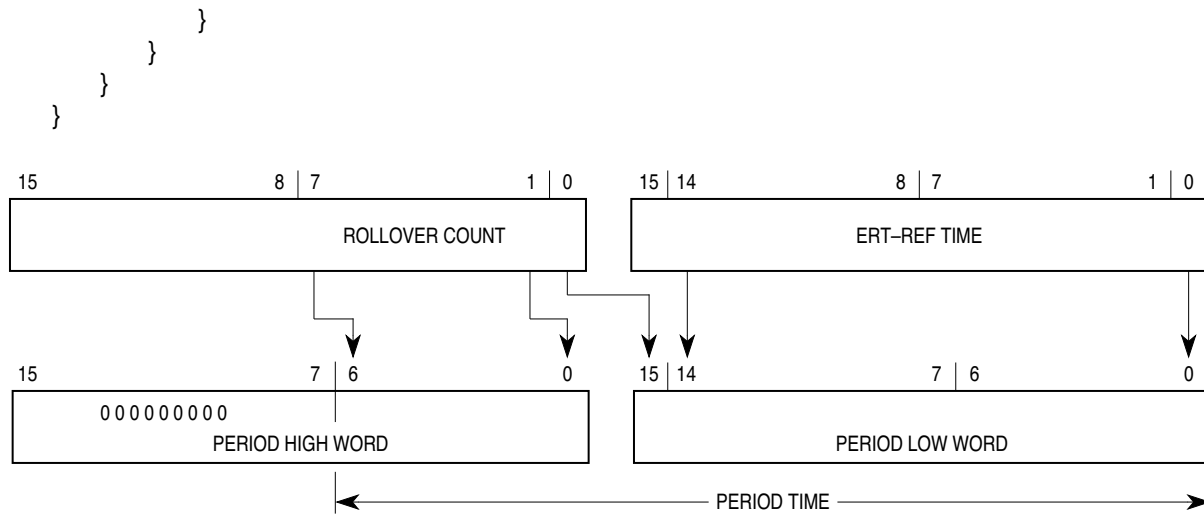 }
}
}
}
15 8 7 1 0 15 14 8 7 1 0
ROLLOVER COUNT ERT–REF TIME
15 7 6 0 15 14 7 6 0
0 0 0 0 0 0 0 0 0
PERIOD HIGH WORD PERIOD LOW WORD
PERIOD TIME